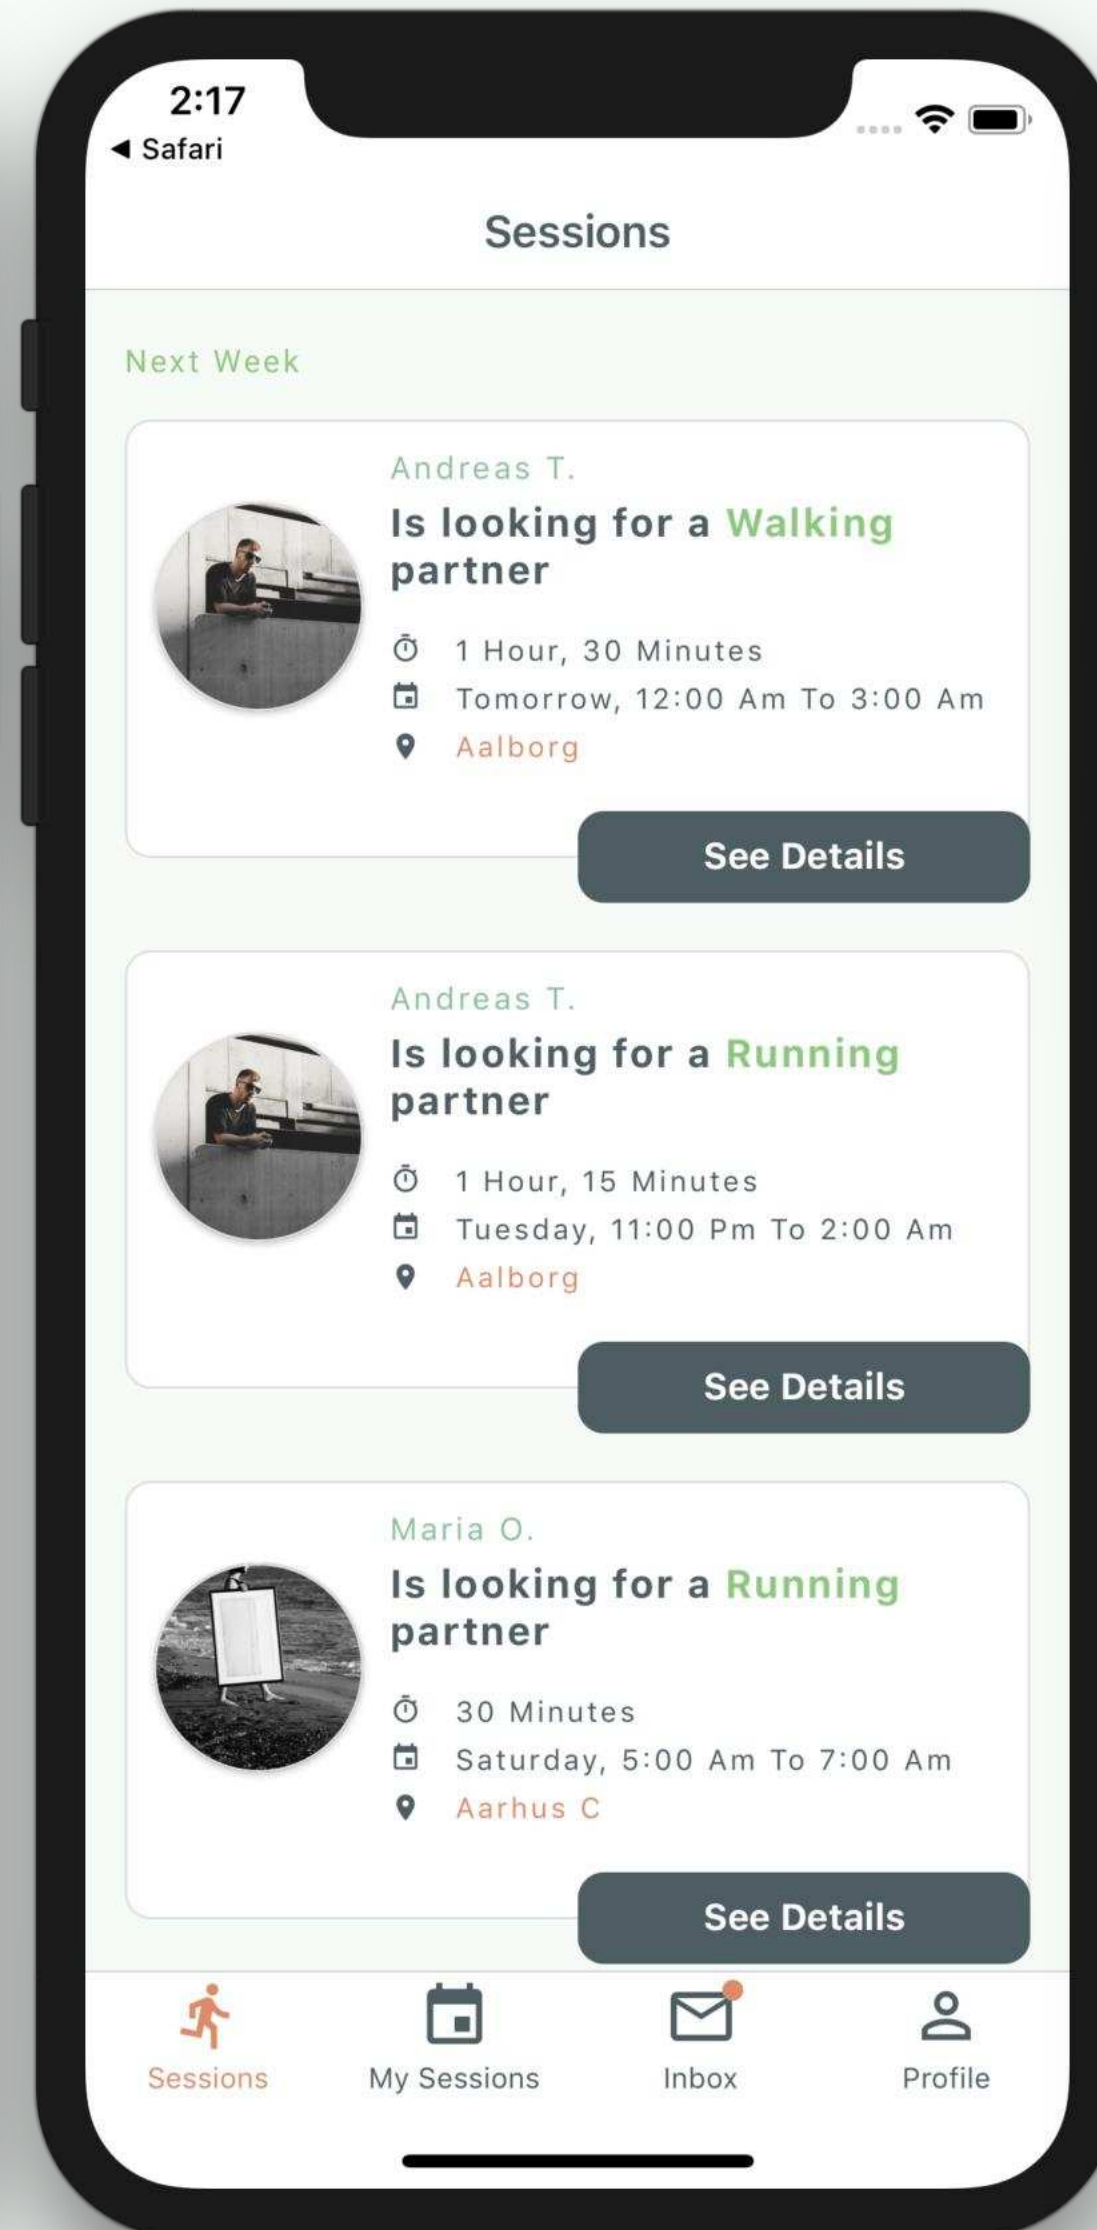 2:17
◀ Safari
Sessions
Next Week
Andreas T.
Is looking for a Walking
partner
1 Hour, 30 Minutes
Tomorrow, 12:00 Am To 3:00 Am
Aalborg
See Details
Andreas T.
Is looking for a Running
partner
1 Hour, 15 Minutes
Tuesday, 11:00 Pm To 2:00 Am
Aalborg
See Details
Maria O.
Is looking for a Running
partner
30 Minutes
Saturday, 5:00 Am To 7:00 Am
Aarhus C
See Details
Sessions
My Sessions
Inbox
Profile